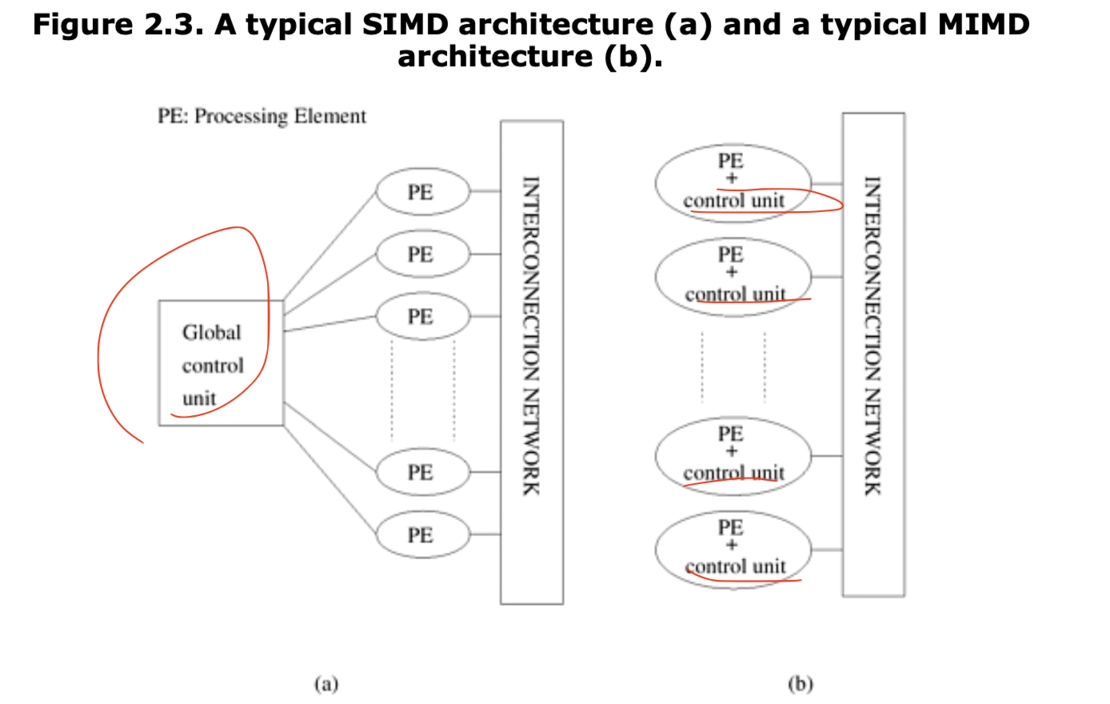 Figure 2.3. A typical SIMD architecture (a) and a typical MIMD
architecture (b).
PE: Processing Element
Global
control
unit
PE
PE
PE
PE
PE
INTERCONNECTION NETWORK
(a)
PE
+
control unit
PE
+
control unit
PE
+
control unit
PE
+
control unit
INTERCONNECTION NETWORK
(b)